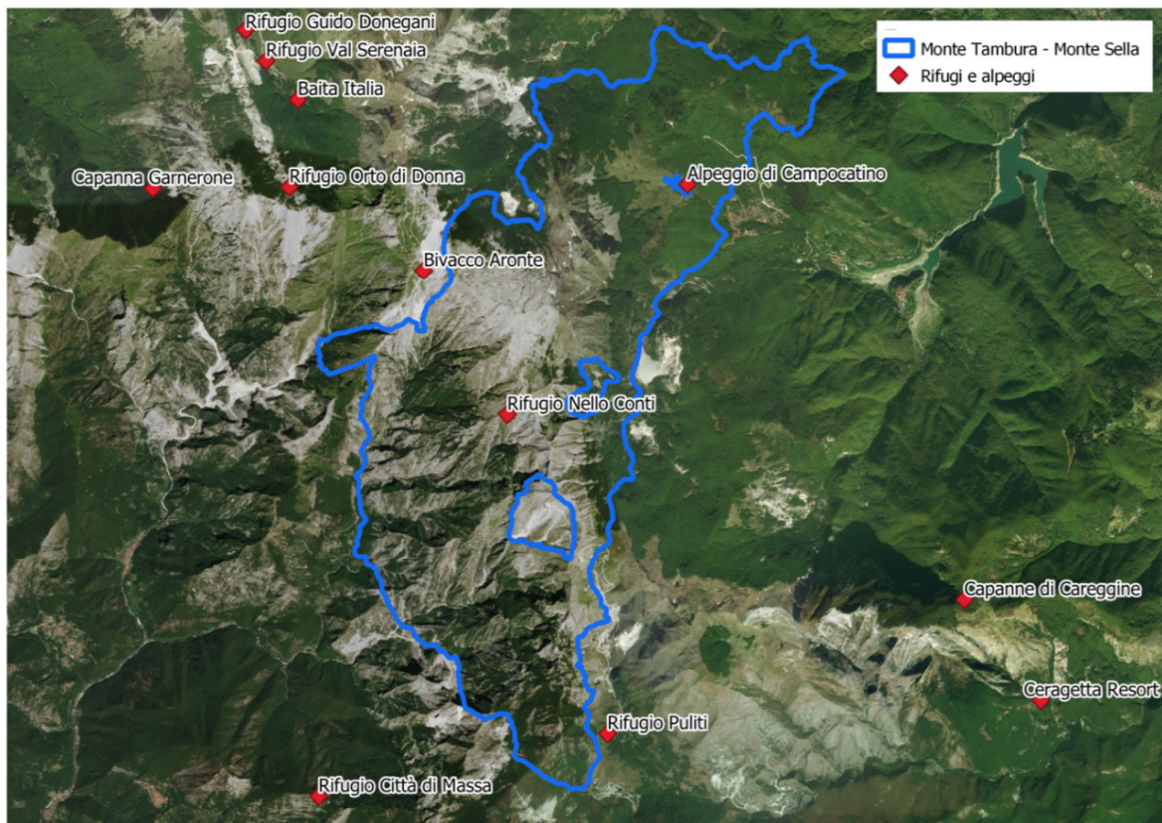 Rifugio Guido Donegani
Rifugio Val Serenaia
Baita Italia
Monte Tambura - Monte Sella
Rifugi e alpeggi
Capanna Garnerone
Rifugio Orto di Donna
Alpeggio di Campocatino
Bivacco Aronte
Rifugio Nello Conti
Capanne di Careggine
Ceragetta Resort
Rifugio Puliti
Rifugio Città di Massa